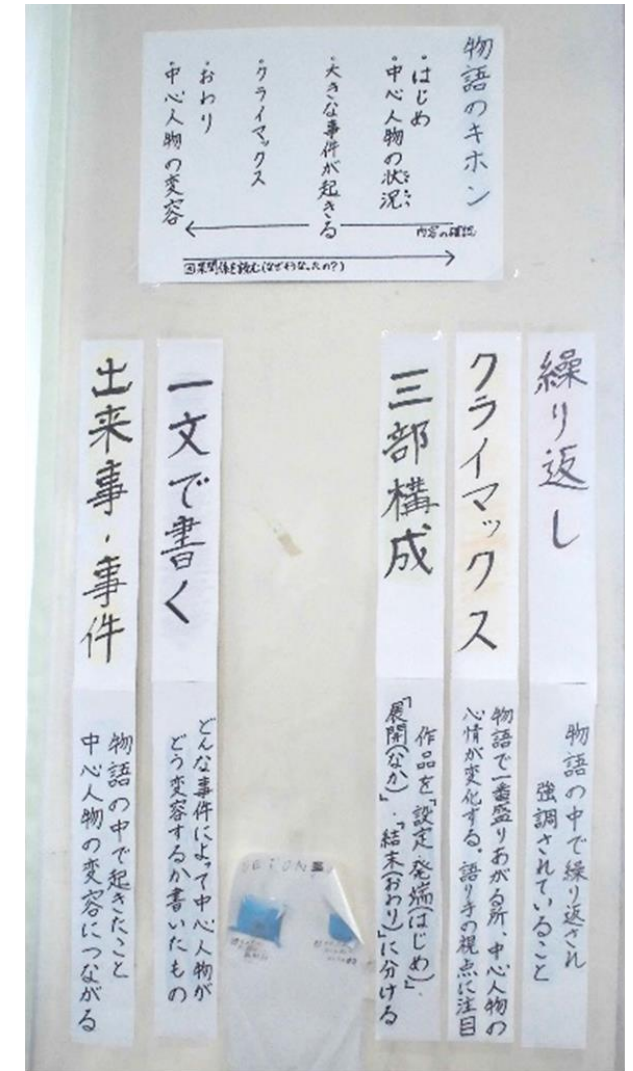 物語のキホン
・はじめ
・中心人物の状況
・大きな事件が起きる
・クライマックス
・おわり
・中心人物の変容
内容の確認
因果関係を読む(なぜそうなったの?)
繰り返し
物語の中で繰り返され
強調されていること
クライマックス
物語で一番盛りあがる所、中心人物の
心情が変化する。語り手の視点に注目
三部構成
作品を「設定・発端(はじめ)」、
「展開(なか)」・「結末(おわり)」に分ける
一文で書く
どんな事件によって中心人物が
どう変容するか書いたもの
出来事・事件
物語の中で起きたこと
中心人物の変容につながる